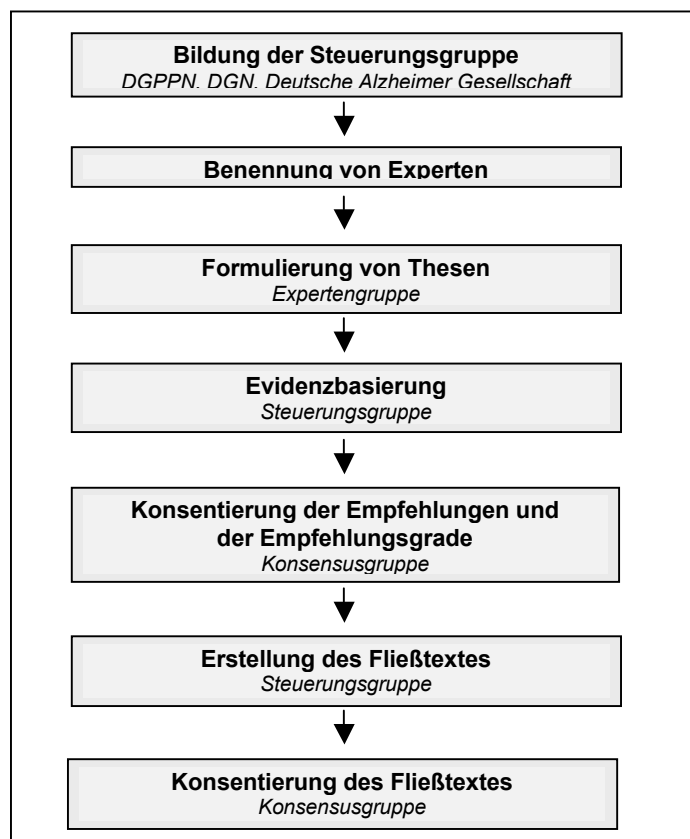 Bildung der Steuerungsgruppe
DGPPN, DGN, Deutsche Alzheimer Gesellschaft
Benennung von Experten
Formulierung von Thesen
Expertengruppe
Evidenzbasierung
Steuerungsgruppe
Konsentierung der Empfehlungen und
der Empfehlungsgrade
Konsensusgruppe
Erstellung des Fließtextes
Steuerungsgruppe
Konsentierung des Fließtextes
Konsensusgruppe